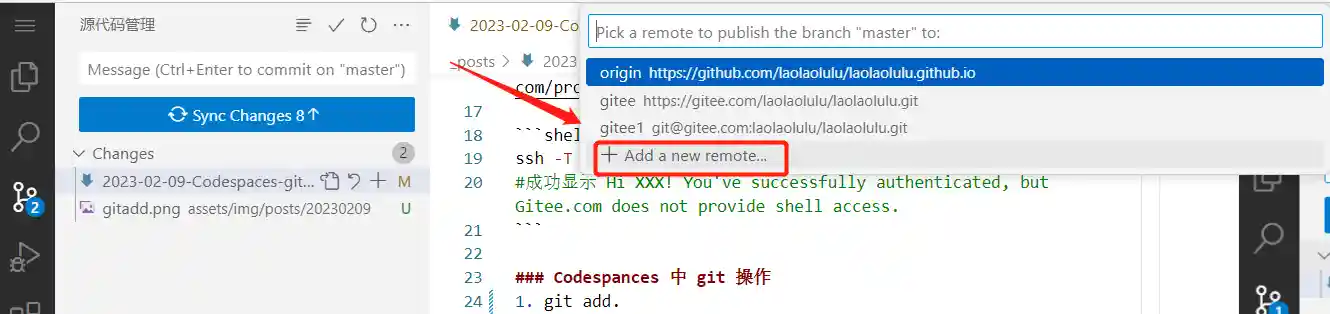 源代码管理
Message (Ctrl+Enter to commit on "master")
Sync Changes 8↑
Changes
2
2023-02-09-Codespaces-git...
M
gitadd.png assets/img/posts/20230209
U
2
2023-02-09-Co
_posts > 2023
com/pro
17
18 ```shel
19 ssh -T
20 #成功显示 Hi XXX! You've successfully authenticated, but
Gitee.com does not provide shell access.
21 ```
22
23 ### Codespances 中 git 操作
24 1. git add.
Pick a remote to publish the branch "master" to:
origin https://github.com/laolaolulu/laolaolulu.github.io
gitee https://gitee.com/laolaolulu/laolaolulu.git
gitee1 git@gitee.com:laolaolulu/laolaolulu.git
+ Add a new remote...
1